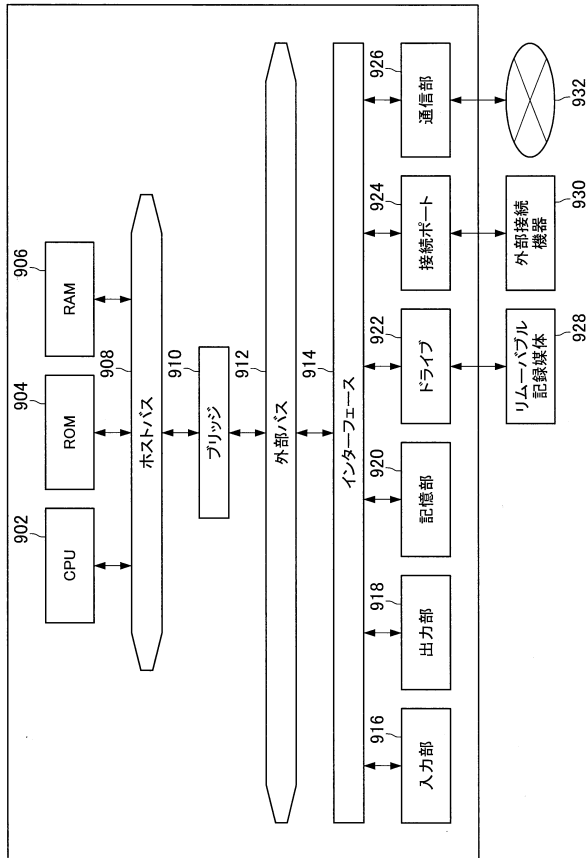 902
CPU
904
ROM
906
RAM
908
ホストバス
910
ブリッジ
912
外部バス
914
インターフェース
916
入力部
918
出力部
920
記憶部
922
ドライブ
924
接続ポート
926
通信部
928
リムーバブル
記録媒体
930
外部接続
機器
932